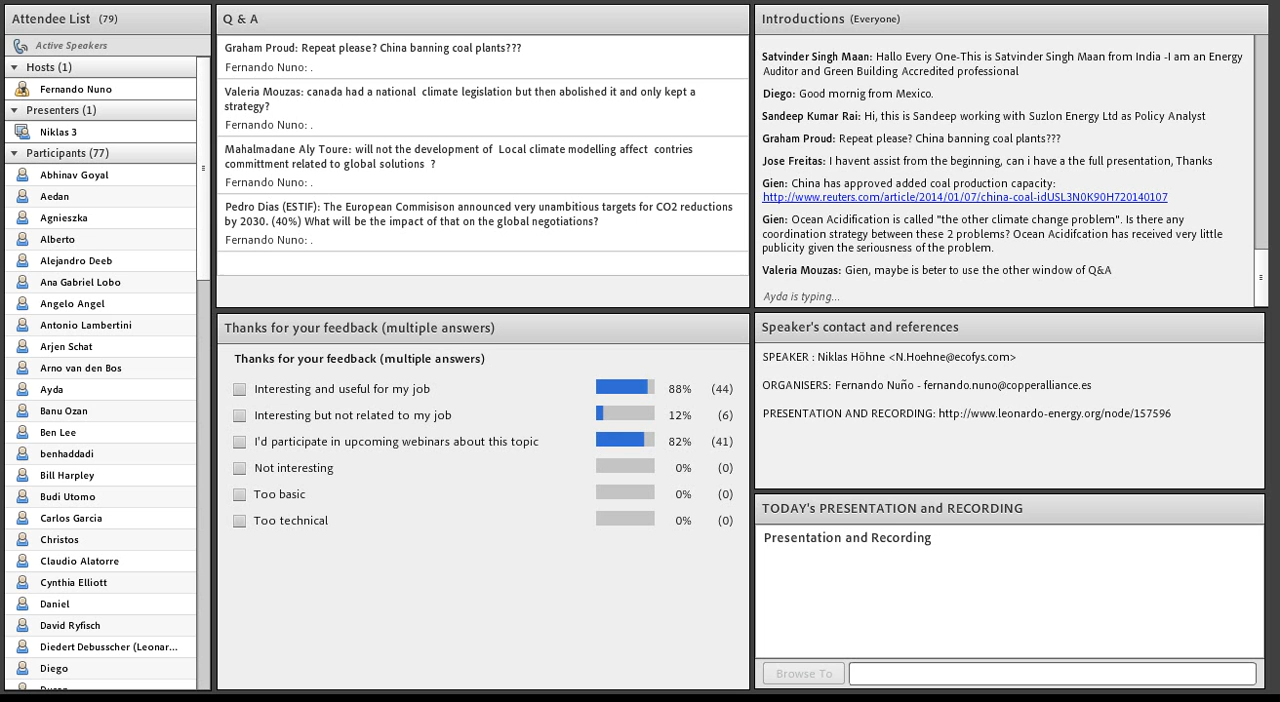 Attendee List (79)
Active Speakers
Hosts (1)
Fernando Nuno
Presenters (1)
Niklas 3
Participants (77)
Abhinav Goyal
Aedan
Agnieszka
Alberto
Alejandro Deeb
Ana Gabriel Lobo
Angelo Angel
Antonio Lambertini
Arjen Schat
Arno van den Bos
Ayda
Banu Ozan
Ben Lee
benhaddadi
Bill Harpley
Budi Utomo
Carlos Garcia
Christos
Claudio Alatorre
Cynthia Elliott
Daniel
David Ryfisch
Diedert Debusscher (Leonar...
Diego
Q & A
Graham Proud: Repeat please? China banning coal plants???
Fernando Nuno: .
Valeria Mouzas: canada had a national climate legislation but then abolished it and only kept a
strategy?
Fernando Nuno: .
Mahalmadane Aly Toure: will not the development of Local climate modelling affect contries
committment related to global solutions ?
Fernando Nuno: .
Pedro Dias (ESTIF): The European Commisison announced very unambitious targets for CO2 reductions
by 2030. (40%) What will be the impact of that on the global negotiations?
Fernando Nuno: .
Thanks for your feedback (multiple answers)
Thanks for your feedback (multiple answers)
Interesting and useful for my job 88% (44)
Interesting but not related to my job 12% (6)
I'd participate in upcoming webinars about this topic 82% (41)
Not interesting 0% (0)
Too basic 0% (0)
Too technical 0% (0)
Introductions (Everyone)
Satvinder Singh Maan: Hallo Every One-This is Satvinder Singh Maan from India -I am an Energy
Auditor and Green Building Accredited professional
Diego: Good mornig from Mexico.
Sandeep Kumar Rai: Hi, this is Sandeep working with Suzlon Energy Ltd as Policy Analyst
Graham Proud: Repeat please? China banning coal plants???
Jose Freitas: I havent assist from the beginning, can i have a the full presentation, Thanks
Gien: China has approved added coal production capacity:
http://www.reuters.com/article/2014/01/07/china-coal-idUSL3N0K90H720140107
Gien: Ocean Acidification is called "the other climate change problem". Is there any
coordination strategy between these 2 problems? Ocean Acidifcation has received very little
publicity given the seriousness of the problem.
Valeria Mouzas: Gien, maybe is beter to use the other window of Q&A
Ayda is typing...
Speaker's contact and references
SPEAKER : Niklas Höhne <N.Hoehne@ecofys.com>
ORGANISERS: Fernando Nuño - fernando.nuno@copperalliance.es
PRESENTATION AND RECORDING: http://www.leonardo-energy.org/node/157596
TODAY's PRESENTATION and RECORDING
Presentation and Recording
Browse To